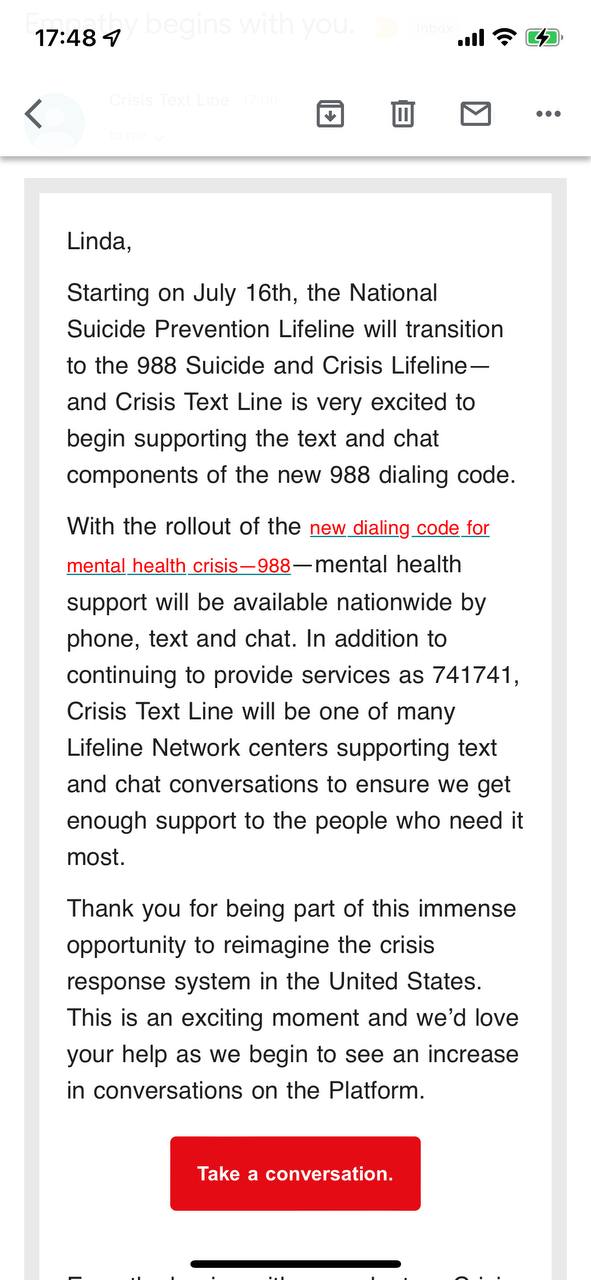 Empathy begins with you.
Inbox
17:48
Crisis Text Line 17:00
Linda,
Starting on July 16th, the National
Suicide Prevention Lifeline will transition
to the 988 Suicide and Crisis Lifeline—
and Crisis Text Line is very excited to
begin supporting the text and chat
components of the new 988 dialing code.
With the rollout of the new dialing code for
mental health crisis—988—mental health
support will be available nationwide by
phone, text and chat. In addition to
continuing to provide services as 741741,
Crisis Text Line will be one of many
Lifeline Network centers supporting text
and chat conversations to ensure we get
enough support to the people who need it
most.
Thank you for being part of this immense
opportunity to reimagine the crisis
response system in the United States.
This is an exciting moment and we’d love
your help as we begin to see an increase
in conversations on the Platform.
Take a conversation.